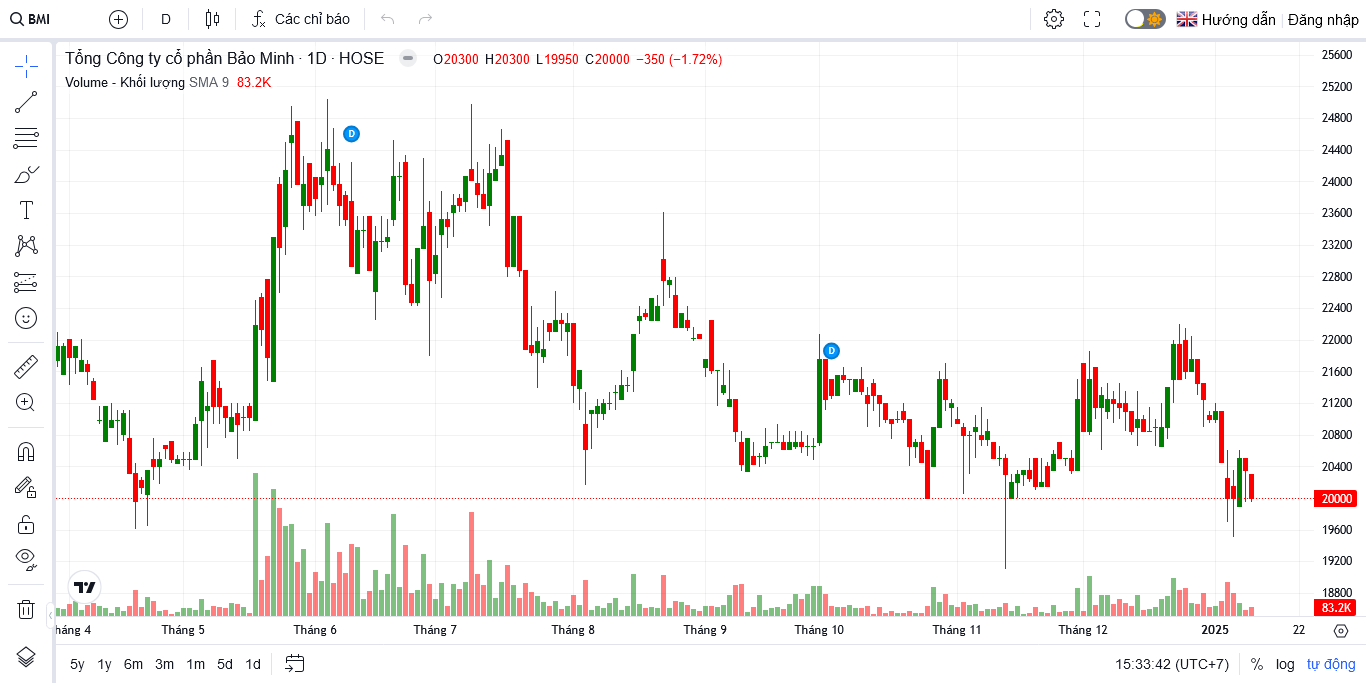 BMI D Các chỉ báo Hướng dẫn Đăng nhập
Tổng Công ty cổ phần Bảo Minh · 1D · HOSE O20300 H20300 L19950 C20000 −350 (−1.72%)
Volume - Khối lượng SMA 9 83.2K
25600
25200
24800
24400
24000
23600
23200
22800
22400
22000
21600
21200
20800
20400
20000
19600
19200
18800
83.2K
D
D
háng 4 Tháng 5 Tháng 6 Tháng 7 Tháng 8 Tháng 9 Tháng 10 Tháng 11 Tháng 12 2025 22
5y 1y 6m 3m 1m 5d 1d 15:33:42 (UTC+7) % log tự động